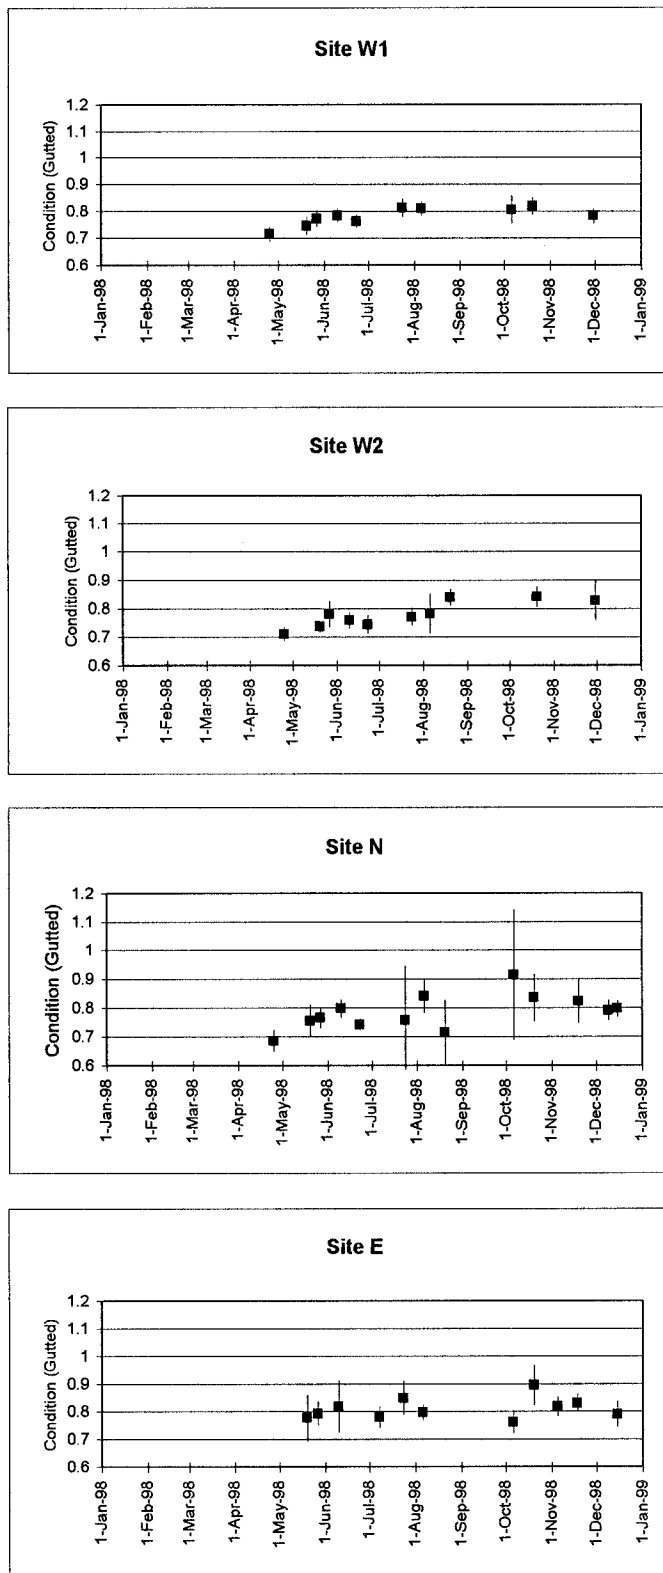 Site W1
Condition (Gutted)
1.2
1.1
1
0.9
0.8
0.7
0.6
1-Jan-98
1-Feb-98
1-Mar-98
1-Apr-98
1-May-98
1-Jun-98
1-Jul-98
1-Aug-98
1-Sep-98
1-Oct-98
1-Nov-98
1-Dec-98
1-Jan-99
Site W2
Condition (Gutted)
1.2
1.1
1
0.9
0.8
0.7
0.6
1-Jan-98
1-Feb-98
1-Mar-98
1-Apr-98
1-May-98
1-Jun-98
1-Jul-98
1-Aug-98
1-Sep-98
1-Oct-98
1-Nov-98
1-Dec-98
1-Jan-99
Site N
Condition (Gutted)
1.2
1.1
1
0.9
0.8
0.7
0.6
1-Jan-98
1-Feb-98
1-Mar-98
1-Apr-98
1-May-98
1-Jun-98
1-Jul-98
1-Aug-98
1-Sep-98
1-Oct-98
1-Nov-98
1-Dec-98
1-Jan-99
Site E
Condition (Gutted)
1.2
1.1
1
0.9
0.8
0.7
0.6
1-Jan-98
1-Feb-98
1-Mar-98
1-Apr-98
1-May-98
1-Jun-98
1-Jul-98
1-Aug-98
1-Sep-98
1-Oct-98
1-Nov-98
1-Dec-98
1-Jan-99